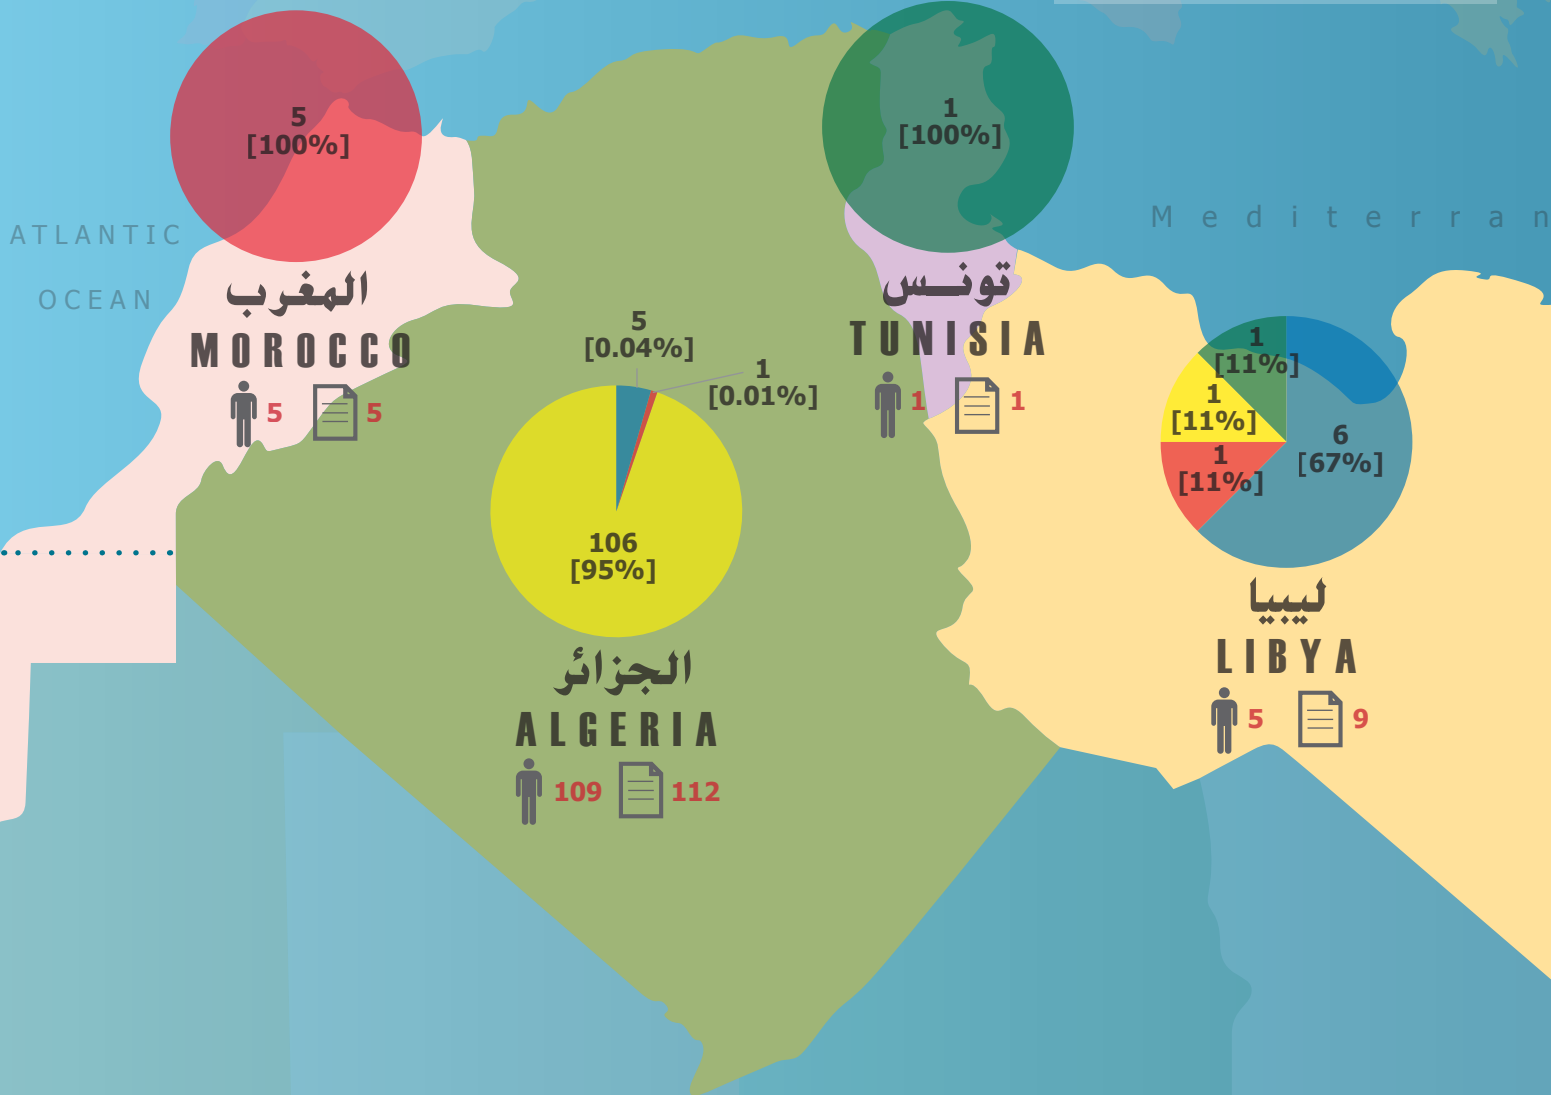 5
[100%]
1
[100%]
ATLANTIC
OCEAN
Mediterran
المغرب
MOROCCO
5
5
تونس
TUNISIA
1
1
5
[0.04%]
1
[0.01%]
106
[95%]
1
[11%]
1
[11%]
1
[11%]
6
[67%]
ليبيا
LIBYA
5
9
الجزائر
ALGERIA
109
112